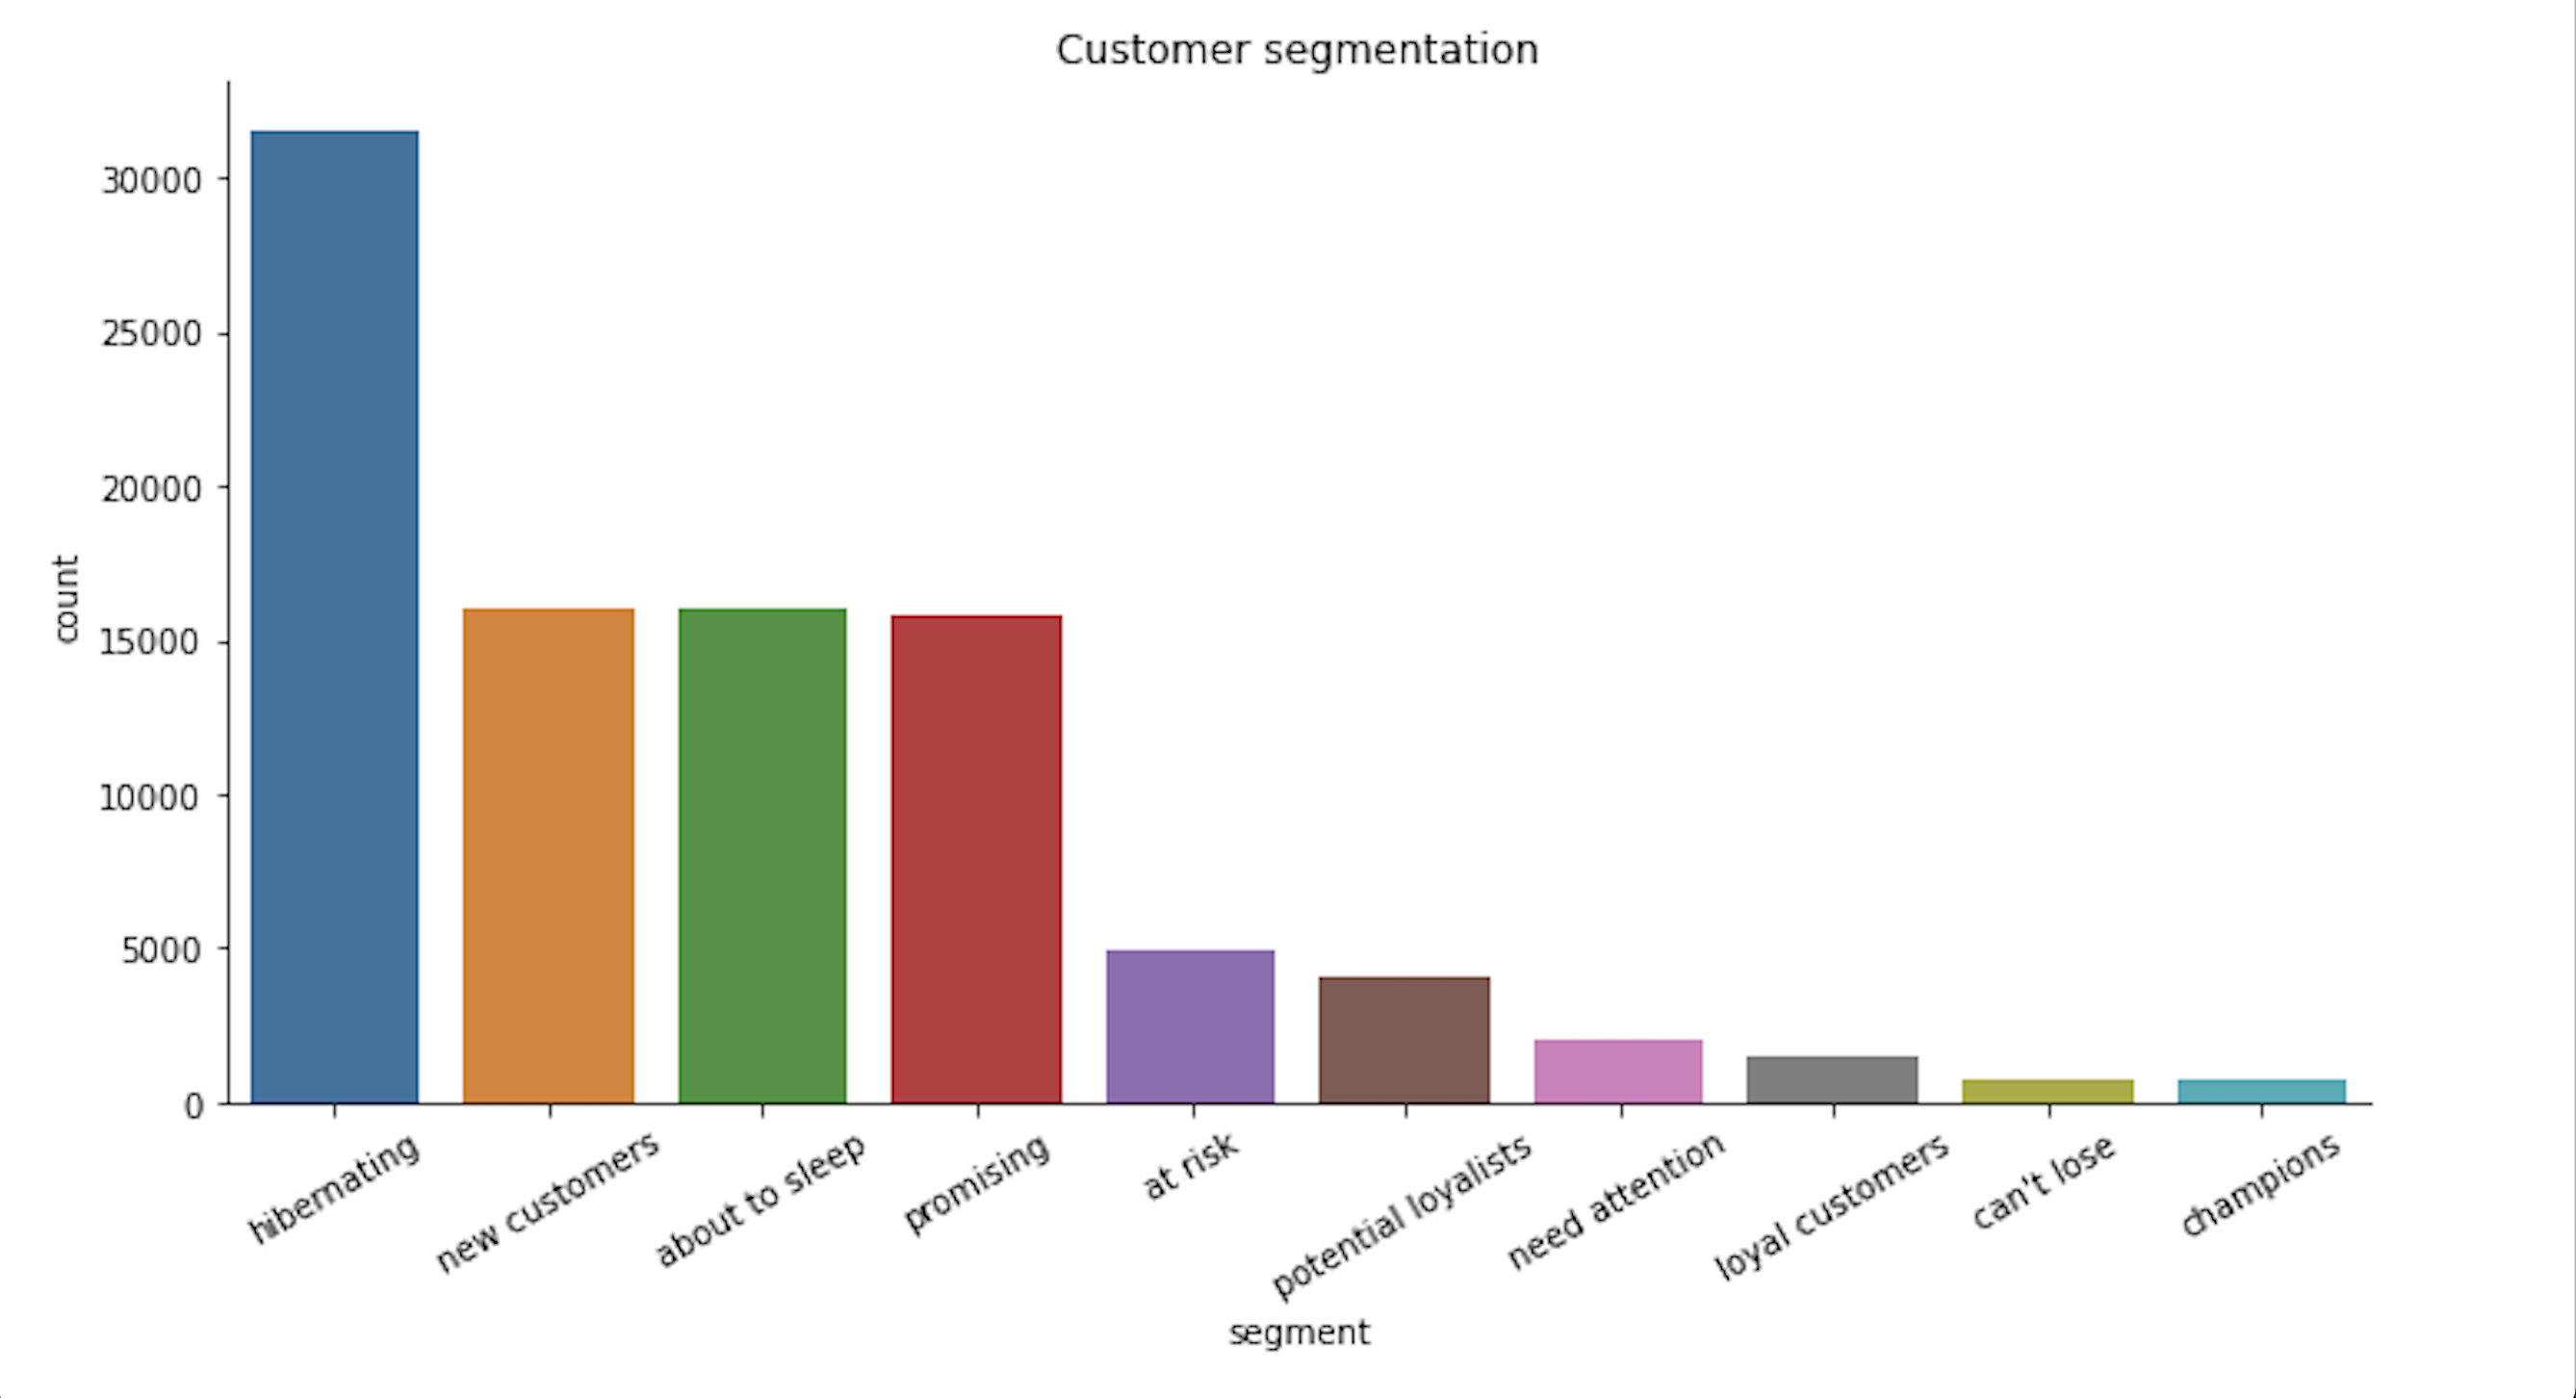 Customer segmentation
30000
25000
20000
15000
10000
5000
0
count
hibernating
new customers
about to sleep
promising
at risk
potential loyalists
need attention
loyal customers
can't lose
champions
segment